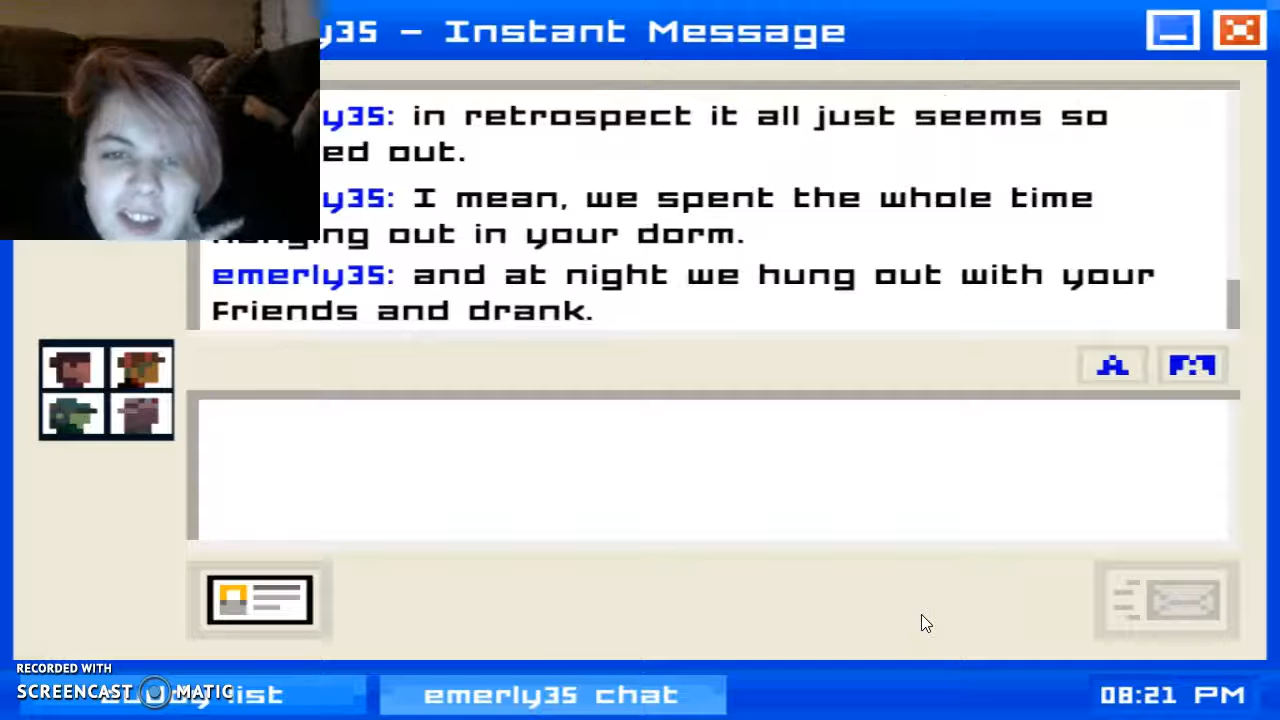 y35 - Instant Message
y35: in retrospect it all just seems so
ed out.
y35: I mean, we spent the whole time
out in your dorm.
emerly35: and at night we hung out with your
Friends and drank.
A
RECORDED WITH
SCREENCAST MATIC
list
emerly35 chat
08:21 PM